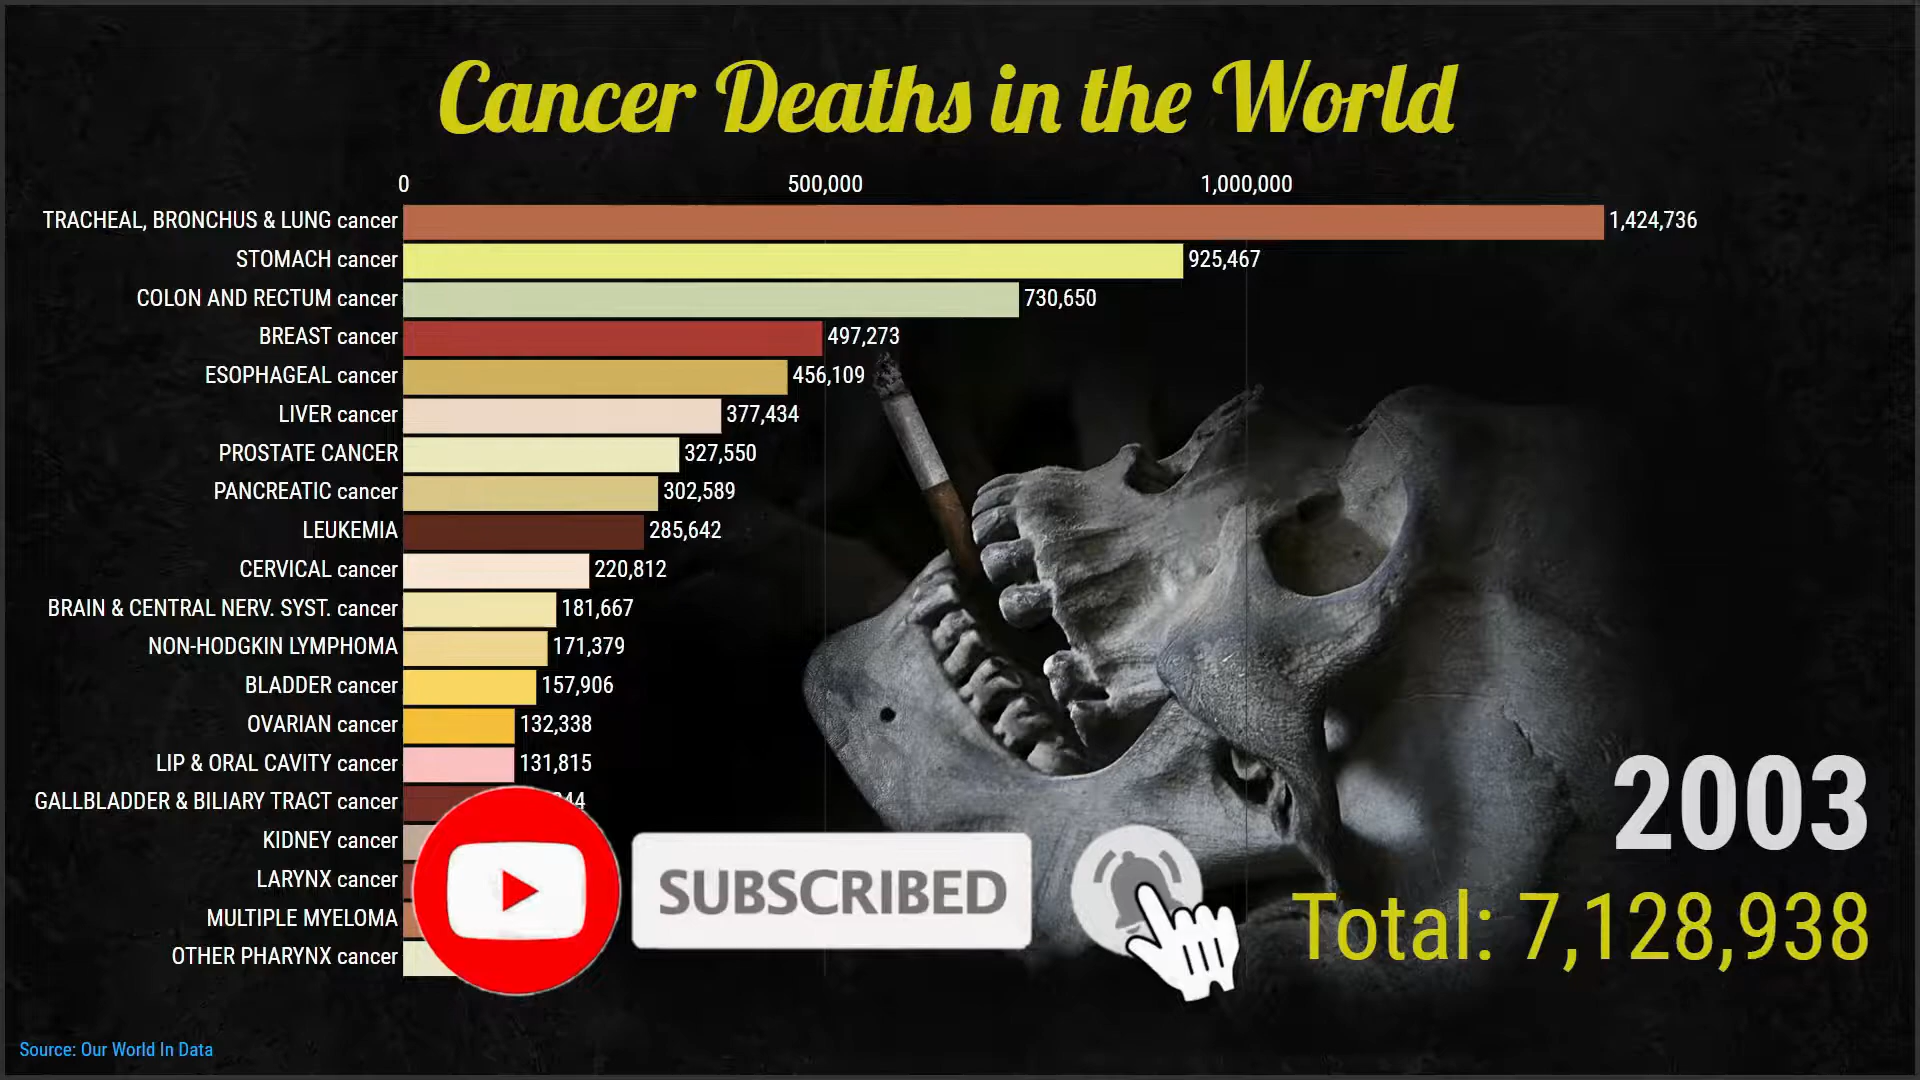 Cancer Deaths in the World
0 500,000 1,000,000
TRACHEAL, BRONCHUS & LUNG cancer 1,424,736
STOMACH cancer 925,467
COLON AND RECTUM cancer 730,650
BREAST cancer 497,273
ESOPHAGEAL cancer 456,109
LIVER cancer 377,434
PROSTATE CANCER 327,550
PANCREATIC cancer 302,589
LEUKEMIA 285,642
CERVICAL cancer 220,812
BRAIN & CENTRAL NERV. SYST. cancer 181,667
NON-HODGKIN LYMPHOMA 171,379
BLADDER cancer 157,906
OVARIAN cancer 132,338
LIP & ORAL CAVITY cancer 131,815
GALLBLADDER & BILIARY TRACT cancer
KIDNEY cancer
LARYNX cancer
MULTIPLE MYELOMA
OTHER PHARYNX cancer
SUBSCRIBED
2003
Total: 7,128,938
Source: Our World In Data